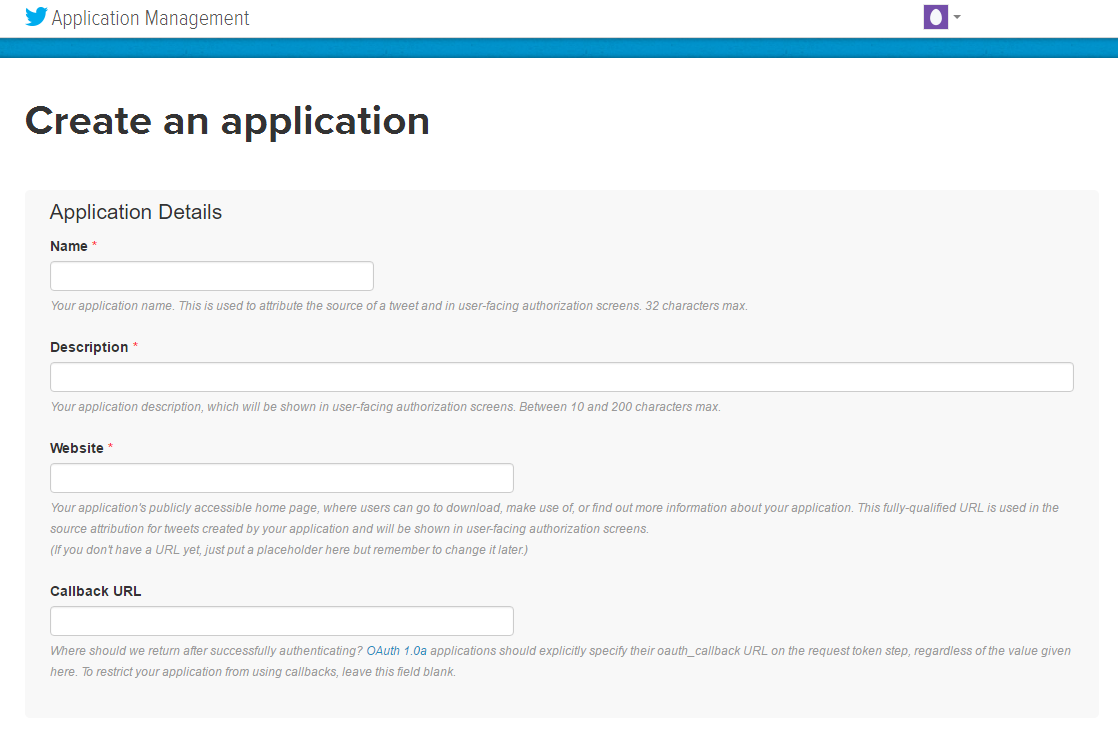 Application Management
Create an application
Application Details
Name *
Your application name. This is used to attribute the source of a tweet and in user-facing authorization screens. 32 characters max.
Description *
Your application description, which will be shown in user-facing authorization screens. Between 10 and 200 characters max.
Website *
Your application's publicly accessible home page, where users can go to download, make use of, or find out more information about your application. This fully-qualified URL is used in the
source attribution for tweets created by your application and will be shown in user-facing authorization screens.
(If you don't have a URL yet, just put a placeholder here but remember to change it later.)
Callback URL
Where should we return after successfully authenticating? OAuth 1.0a applications should explicitly specify their oauth_callback URL on the request token step, regardless of the value given
here. To restrict your application from using callbacks, leave this field blank.